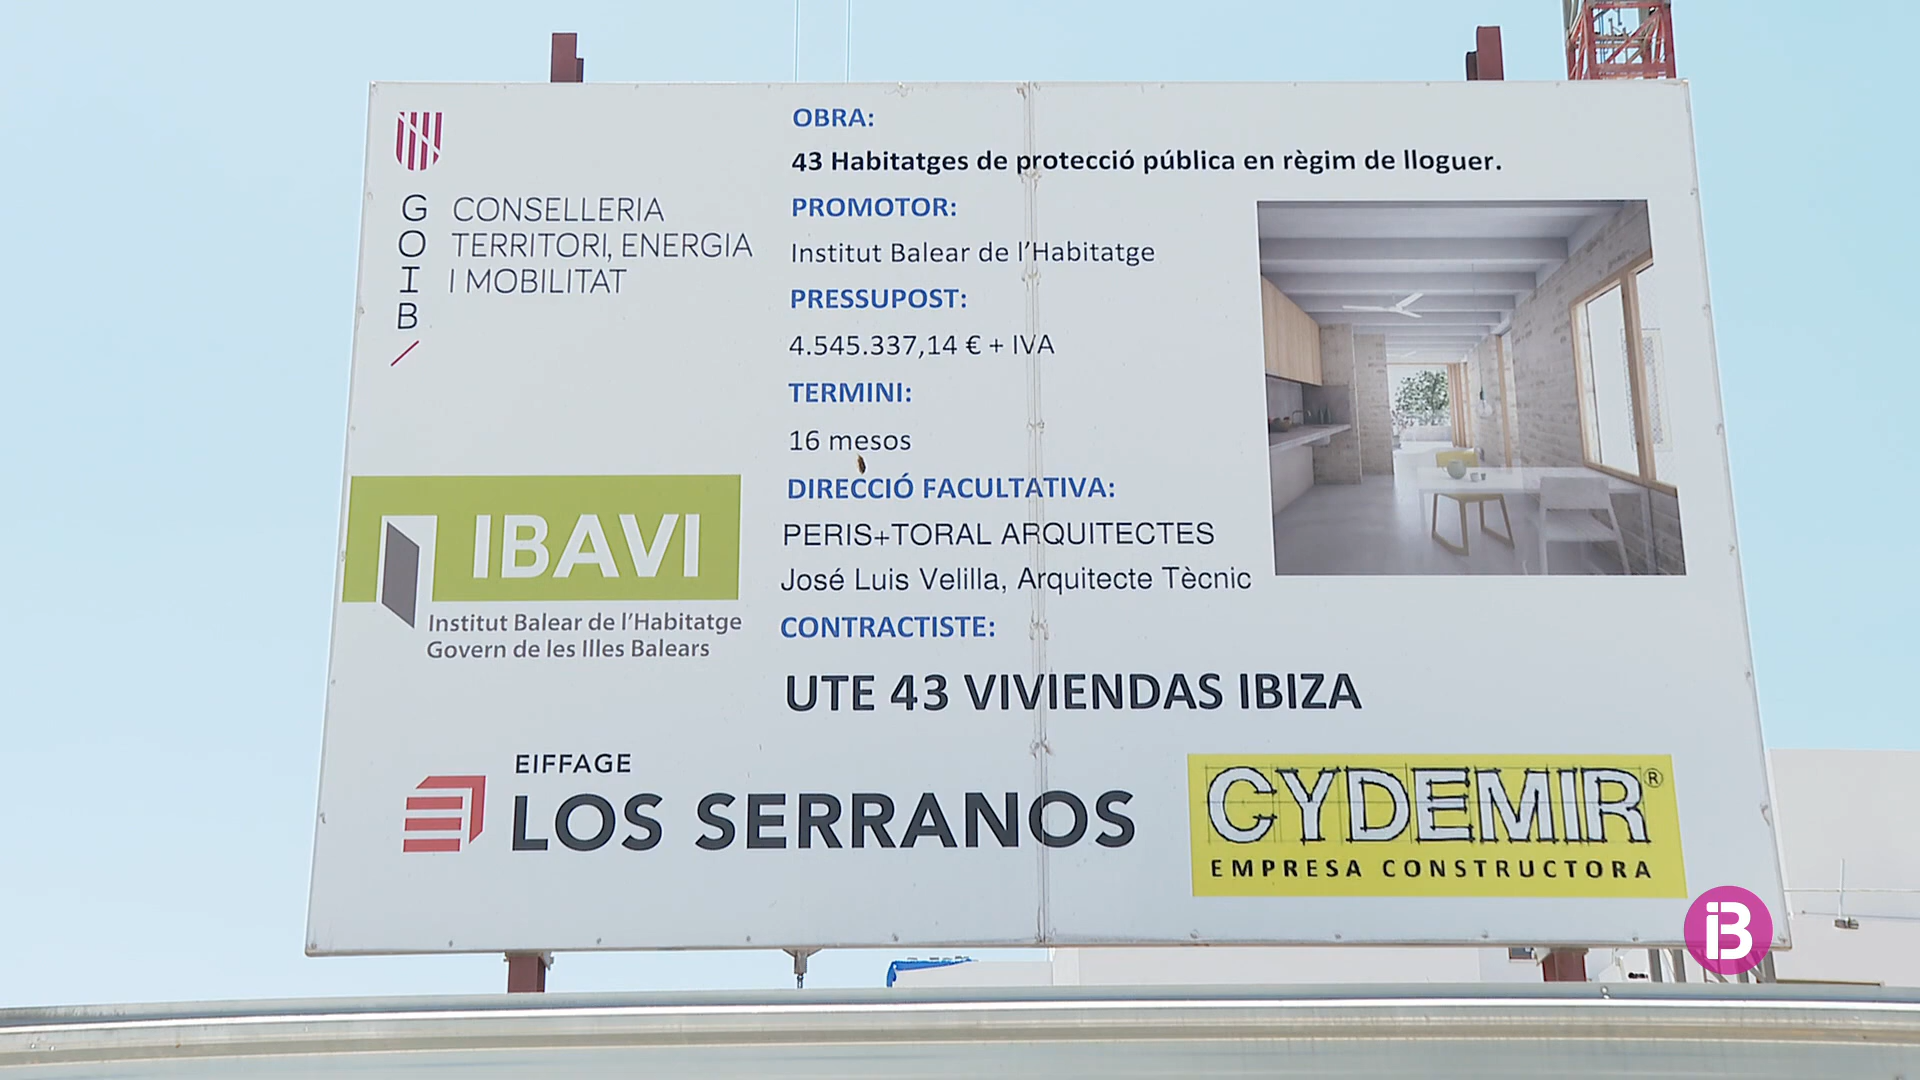 GOIB
CONSELLERIA
TERRITORI, ENERGIA
I MOBILITAT
IBAVI
Institut Balear de l'Habitatge
Govern de les Illes Balears
OBRA:
43 Habitatges de protecció pública en règim de lloguer.
PROMOTOR:
Institut Balear de l'Habitatge
PRESSUPOST:
4.545.337,14 € + IVA
TERMINI:
16 mesos
DIRECCIÓ FACULTATIVA:
PERIS+TORAL ARQUITECTES
José Luis Velilla, Arquitecte Tècnic
CONTRACTISTE:
UTE 43 VIVIENDAS IBIZA
EIFFAGE
LOS SERRANOS
CYDEMIR®
EMPRESA CONSTRUCTORA
IB